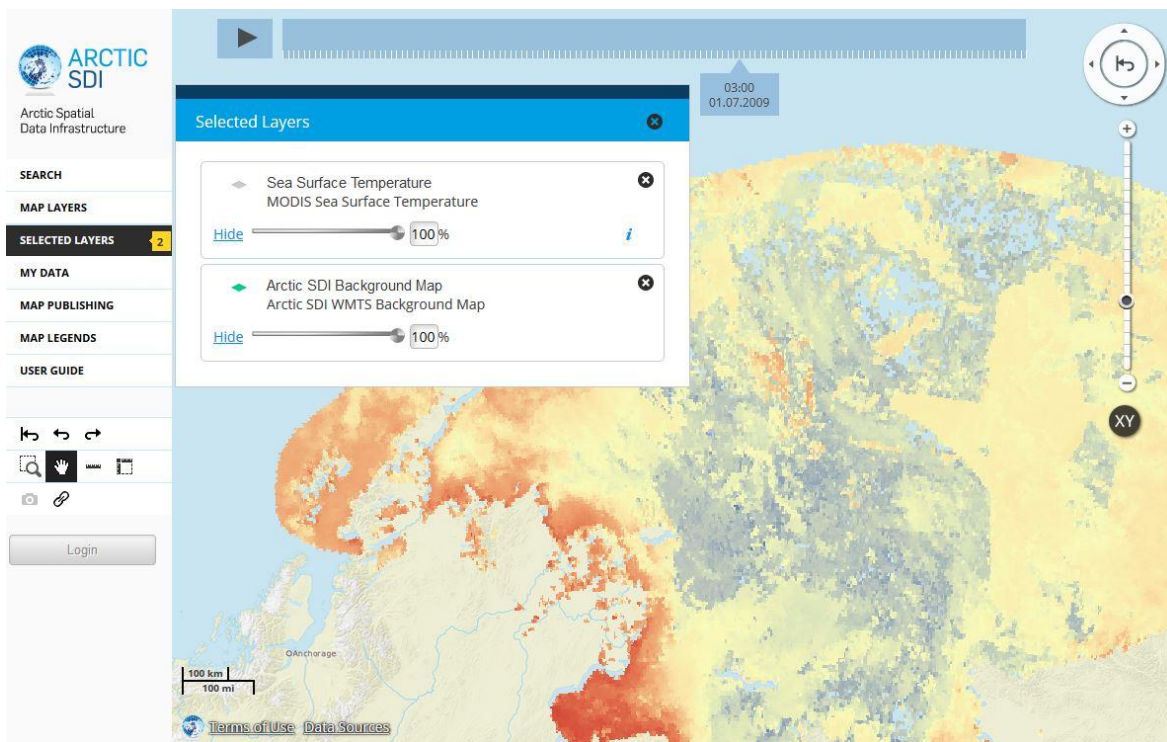 ARCTIC
SDI
Arctic Spatial
Data Infrastructure
SEARCH
MAP LAYERS
SELECTED LAYERS 2
MY DATA
MAP PUBLISHING
MAP LEGENDS
USER GUIDE
Login
03:00
01.07.2009
Selected Layers
Sea Surface Temperature
MODIS Sea Surface Temperature
Hide 100 % i
Arctic SDI Background Map
Arctic SDI WMTS Background Map
Hide 100 %
XY
Anchorage
100 km
100 mi
Terms of Use Data Sources